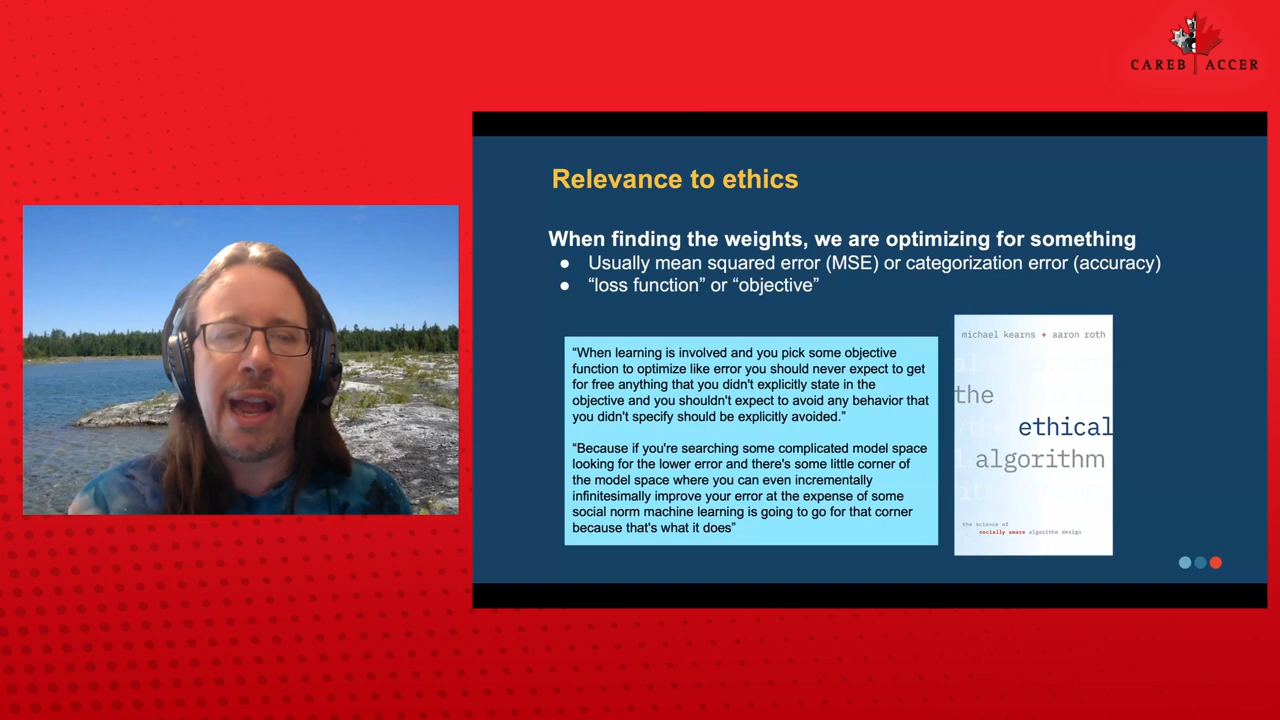 CAREB ACCER
Relevance to ethics
When finding the weights, we are optimizing for something
● Usually mean squared error (MSE) or categorization error (accuracy)
● “loss function” or “objective”
“When learning is involved and you pick some objective
function to optimize like error you should never expect to get
for free anything that you didn't explicitly state in the
objective and you shouldn't expect to avoid any behavior that
you didn't specify should be explicitly avoided.”
“Because if you're searching some complicated model space
looking for the lower error and there's some little corner of
the model space where you can even incrementally
infinitesimally improve your error at the expense of some
social norm machine learning is going to go for that corner
because that's what it does”
michael kearns + aaron roth
the
ethical
algorithm
the science of
socially aware algorithm design